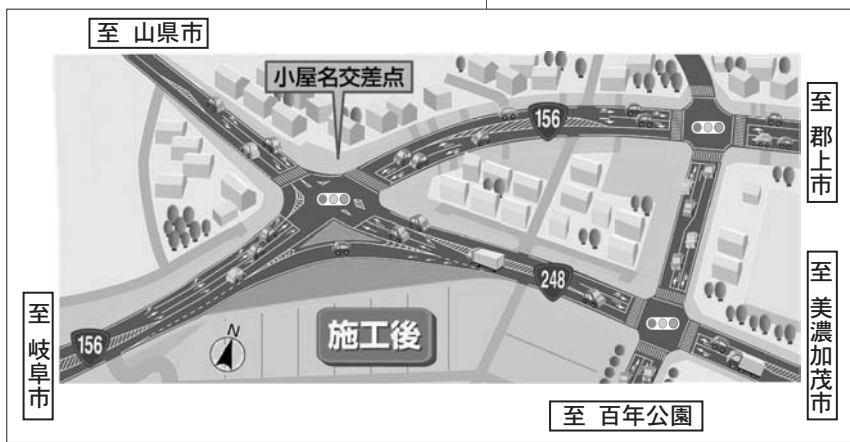 至 山県市
小屋名交差点
156
至 郡上市
248
至 美濃加茂市
至 岐阜市
156
N
施工後
至 百年公園